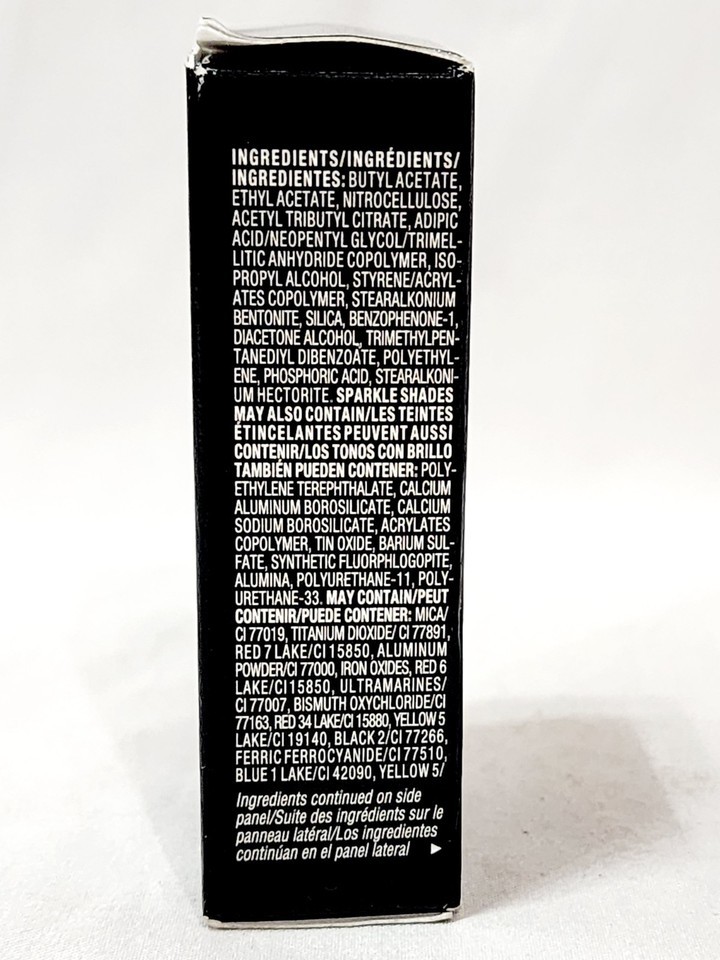 INGREDIENTS/INGRÉDIENTS/
INGREDIENTES: BUTYL ACETATE,
ETHYL ACETATE, NITROCELLULOSE,
ACETYL TRIBUTYL CITRATE, ADIPIC
ACID/NEOPENTYL GLYCOL/TRIMEL-
LITIC ANHYDRIDE COPOLYMER, ISO-
PROPYL ALCOHOL, STYRENE/ACRYL-
ATES COPOLYMER, STEARALKONIUM
BENTONITE, SILICA, BENZOPHENONE-1,
DIACETONE ALCOHOL, TRIMETHYLPEN-
TANEDIYL DIBENZOATE, POLYETHYL-
ENE, PHOSPHORIC ACID, STEARALKONI-
UM HECTORITE. SPARKLE SHADES
MAY ALSO CONTAIN/LES TEINTES
ÉTINCELANTES PEUVENT AUSSI
CONTENIR/LOS TONOS CON BRILLO
TAMBIÉN PUEDEN CONTENER: POLY-
ETHYLENE TEREPHTHALATE, CALCIUM
ALUMINUM BOROSILICATE, CALCIUM
SODIUM BOROSILICATE, ACRYLATES
COPOLYMER, TIN OXIDE, BARIUM SUL-
FATE, SYNTHETIC FLUORPHLOGOPITE,
ALUMINA, POLYURETHANE-11, POLY-
URETHANE-33. MAY CONTAIN/PEUT
CONTENIR/PUEDE CONTENER: MICA/
CI 77019, TITANIUM DIOXIDE/ CI 77891,
RED 7 LAKE/CI 15850, ALUMINUM
POWDER/CI 77000, IRON OXIDES, RED 6
LAKE/CI 15850, ULTRAMARINES/
CI 77007, BISMUTH OXYCHLORIDE/CI
77163, RED 34 LAKE/CI 15880, YELLOW 5
LAKE/CI 19140, BLACK 2/CI 77266,
FERRIC FERROCYANIDE/CI 77510,
BLUE 1 LAKE/CI 42090, YELLOW 5/
Ingredients continued on side
panel/Suite des ingrédients sur le
panneau latéral/Los ingredientes
continúan en el panel lateral